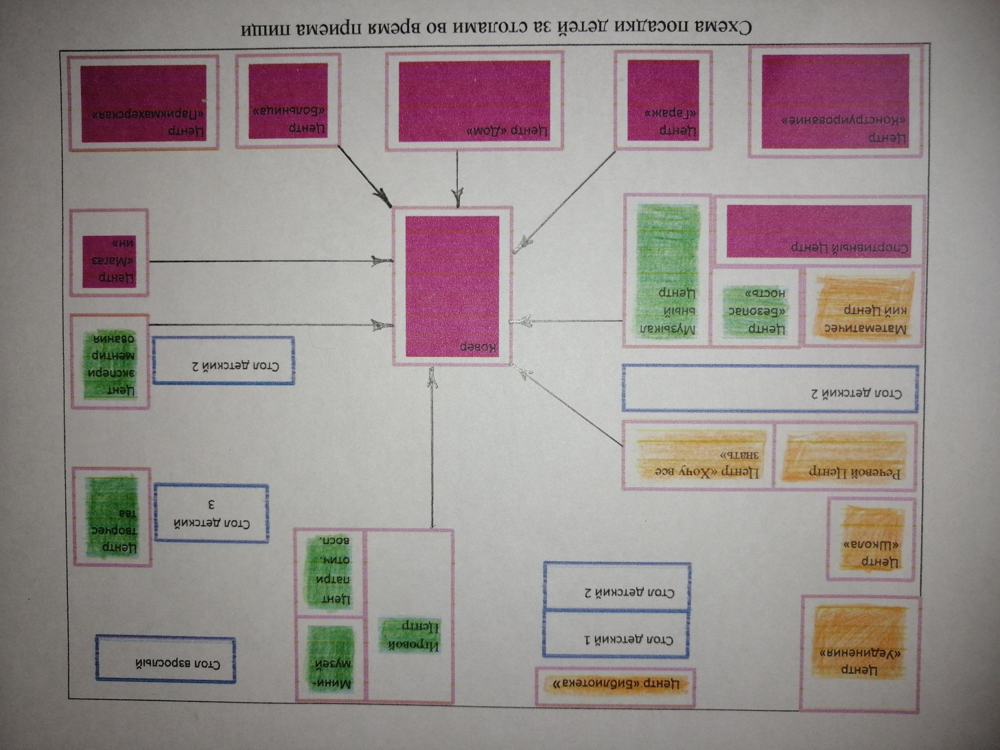 Центр
«Уединения»
Центр «Библиотека»
Стол детский 1
Стол детский 2
Игровой
Центр
Мини-
музей
Цент
патри
отич.
восп.
Стол взрослый
Центр
«Школа»
Центр
творчес
тва
Стол детский
3
Речевой Центр
Центр «Хочу все
знать»
Стол детский 2
Цент
экспери
ментир
ования
Стол детский 2
Математичес
кий Центр
Центр
«Безопас
ность»
Музыкал
ьный
Центр
Ковер
Спортивный Центр
Центр
«Магаз
ин»
Центр
«Конструирование»
Центр
«Гараж»
Центр «Дом»
Центр
«Больница»
Центр
«Парикмахерская»
Схема посадки детей за столами во время приема пищи